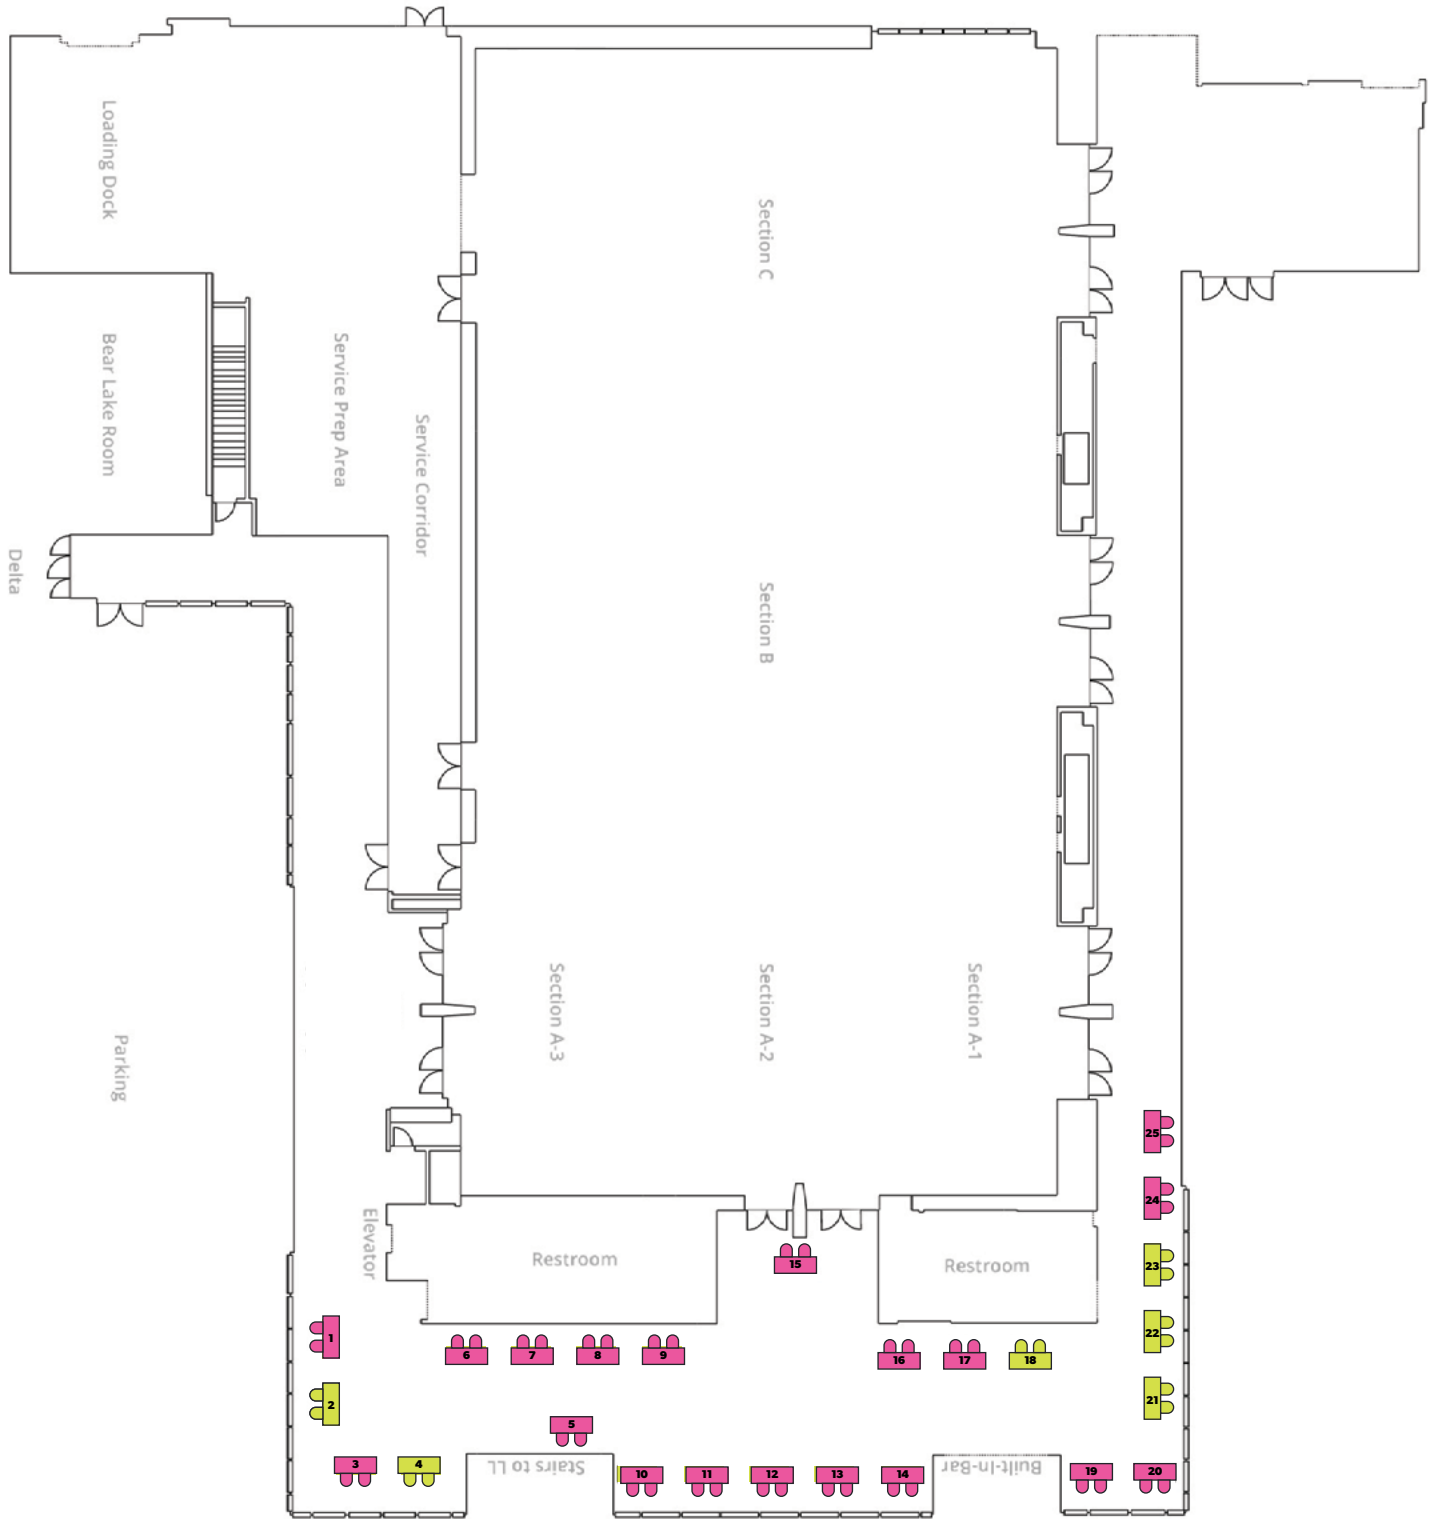 Loading Dock
Section C
Bear Lake Room
Service Prep Area
Service Corridor
Delta
Section B
Parking
Section A-3
Section A-2
Section A-1
25
24
Elevator
Restroom
15
Restroom
23
22
1
6
7
8
9
16
17
18
2
21
5
3
4
Stairs to LL
10
11
12
13
14
Built-In-Bar
19
20